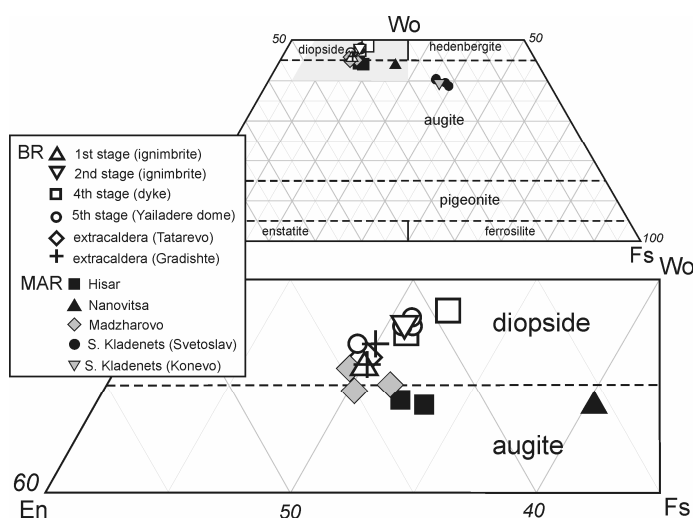 Wo
50
50
diopside
hedenbergite
augite
pigeonite
enstatite
ferrosilite
100
Fs
BR
1st stage (ignimbrite)
2nd stage (ignimbrite)
4th stage (dyke)
5th stage (Yailadere dome)
extracaldera (Tatarevo)
extracaldera (Gradishte)
MAR
Hisar
Nanovitsa
Madzharovo
S. Kladenets (Svetoslav)
S. Kladenets (Konevo)
Wo
diopside
augite
60
En
50
40
Fs